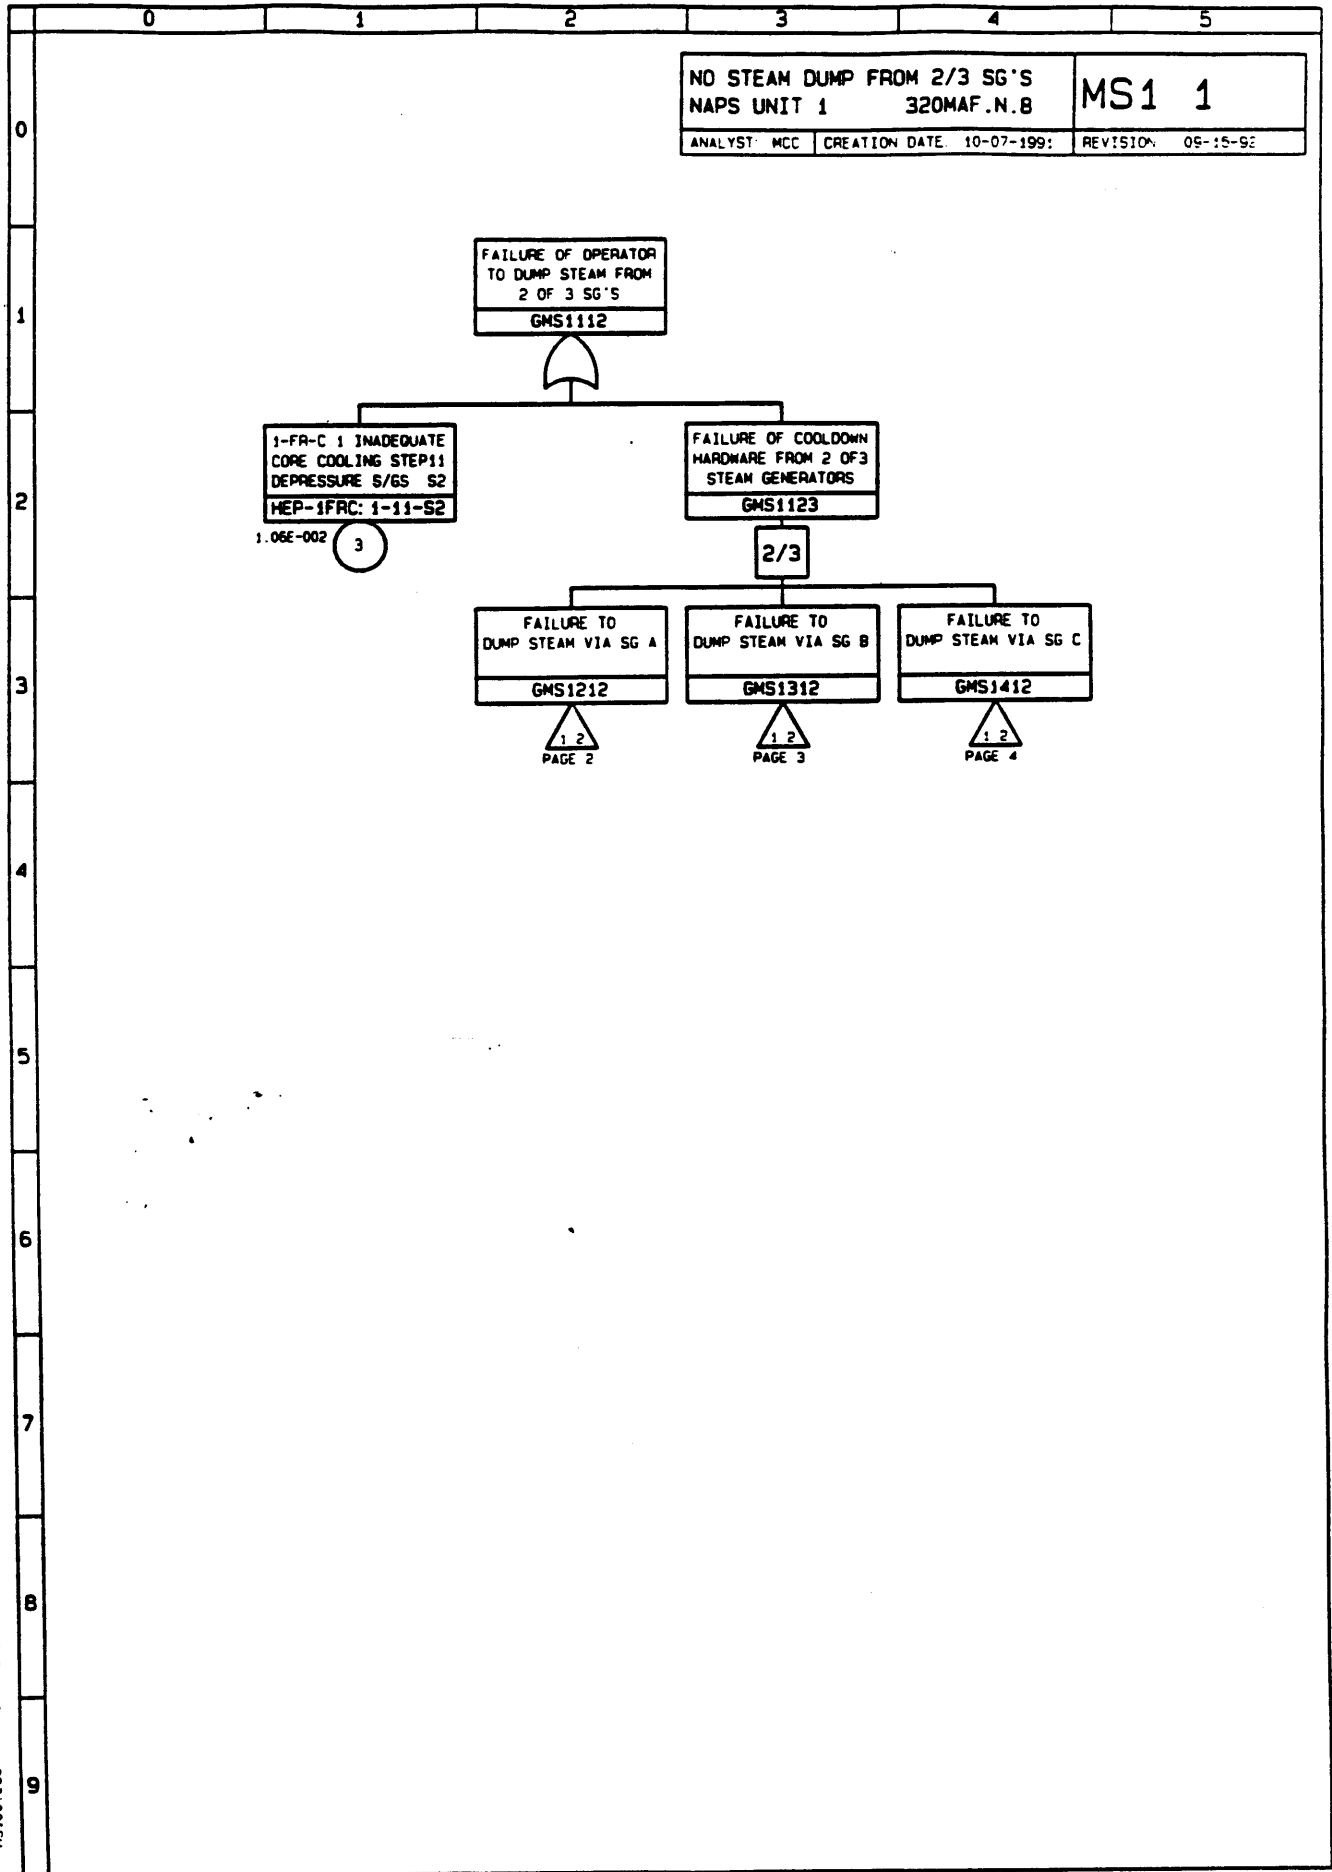 0 1 2 3 4 5
NO STEAM DUMP FROM 2/3 SG'S
NAPS UNIT 1 320MAF.N.8
MS1 1
ANALYST: MCC CREATION DATE: 10-07-1991 REVISION:
0
FAILURE OF OPERATOR
TO DUMP STEAM FROM
2 OF 3 SG'S
GMS1112
1
1-FR-C 1 INADEQUATE
CORE COOLING STEP11
DEPRESSURE S/GS S2
HEP-1FRC: 1-11-S2
1.06E-002
3
FAILURE OF COOLDOWN
HARDWARE FROM 2 OF3
STEAM GENERATORS
GMS1123
2/3
2
FAILURE TO
DUMP STEAM VIA SG A
GMS1212
1 2
PAGE 2
FAILURE TO
DUMP STEAM VIA SG B
GMS1312
1 2
PAGE 3
FAILURE TO
DUMP STEAM VIA SG C
GMS1412
1 2
PAGE 4
3
4
5
6
7
8
9